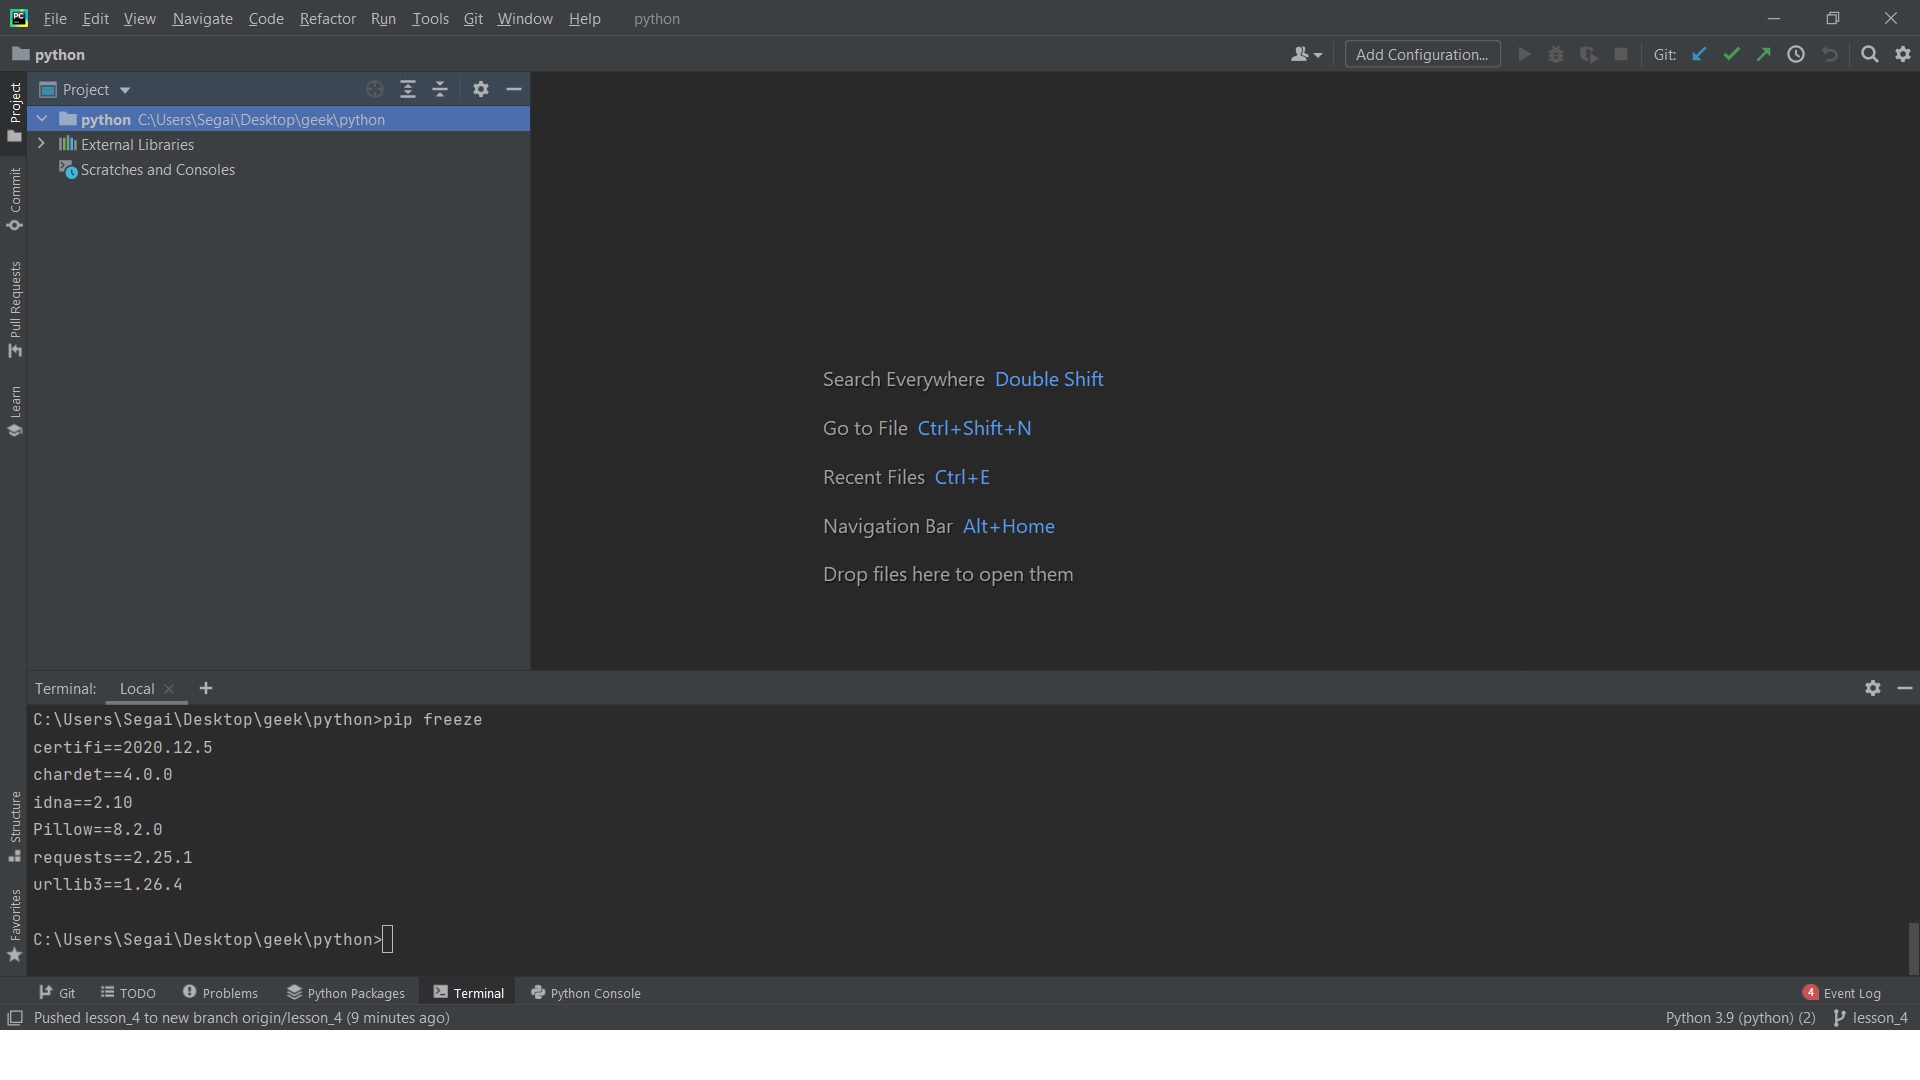 File Edit View Navigate Code Refactor Run Tools Git Window Help python
python
Add Configuration...
Git:
Project
python C:\Users\Segai\Desktop\geek\python
External Libraries
Scratches and Consoles
Project
Commit
Pull Requests
Learn
Structure
Favorites
Search Everywhere Double Shift
Go to File Ctrl+Shift+N
Recent Files Ctrl+E
Navigation Bar Alt+Home
Drop files here to open them
Terminal: Local
C:\Users\Segai\Desktop\geek\python>pip freeze
certifi==2020.12.5
chardet==4.0.0
idna==2.10
Pillow==8.2.0
requests==2.25.1
urllib3==1.26.4
C:\Users\Segai\Desktop\geek\python>
Git TODO Problems Python Packages Terminal Python Console 4 Event Log
Pushed lesson_4 to new branch origin/lesson_4 (9 minutes ago) Python 3.9 (python) (2) lesson_4